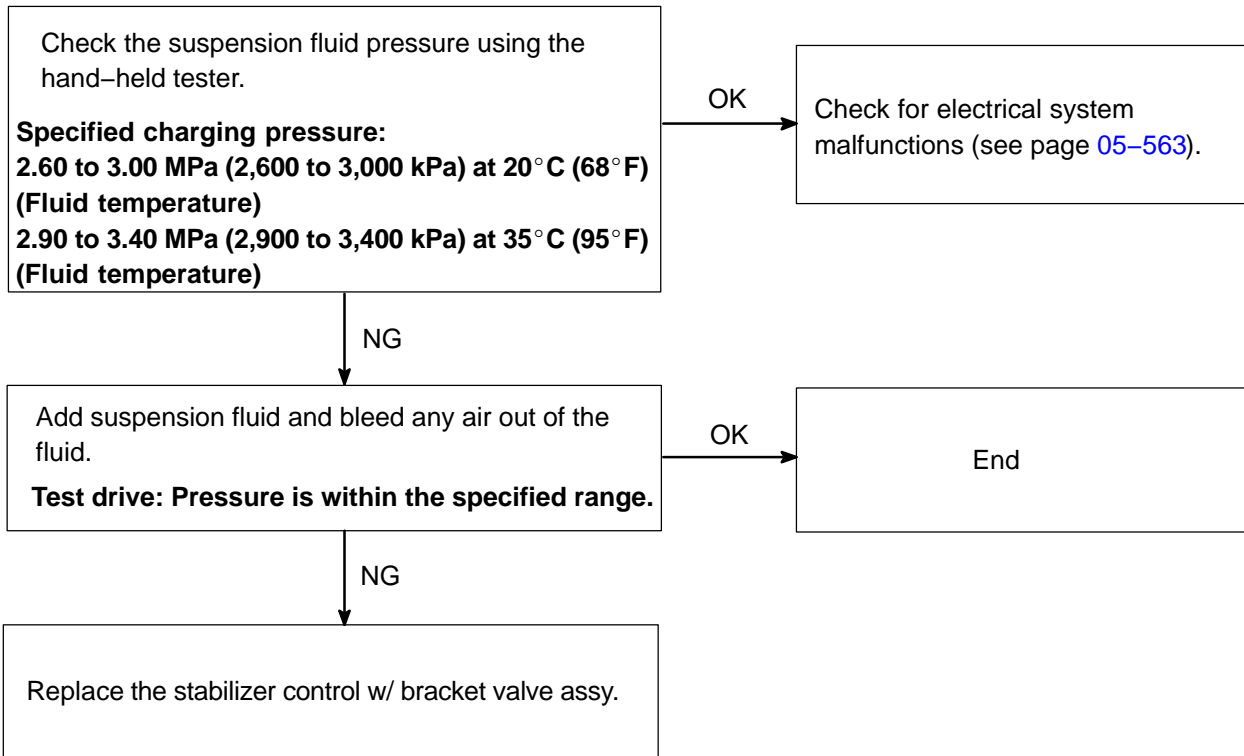 Check the suspension fluid pressure using the
hand−held tester.
Specified charging pressure:
2.60 to 3.00 MPa (2,600 to 3,000 kPa) at 20°C (68°F)
(Fluid temperature)
2.90 to 3.40 MPa (2,900 to 3,400 kPa) at 35°C (95°F)
(Fluid temperature)
OK
Check for electrical system
malfunctions (see page 05−563).
NG
Add suspension fluid and bleed any air out of the
fluid.
Test drive: Pressure is within the specified range.
OK
End
NG
Replace the stabilizer control w/ bracket valve assy.